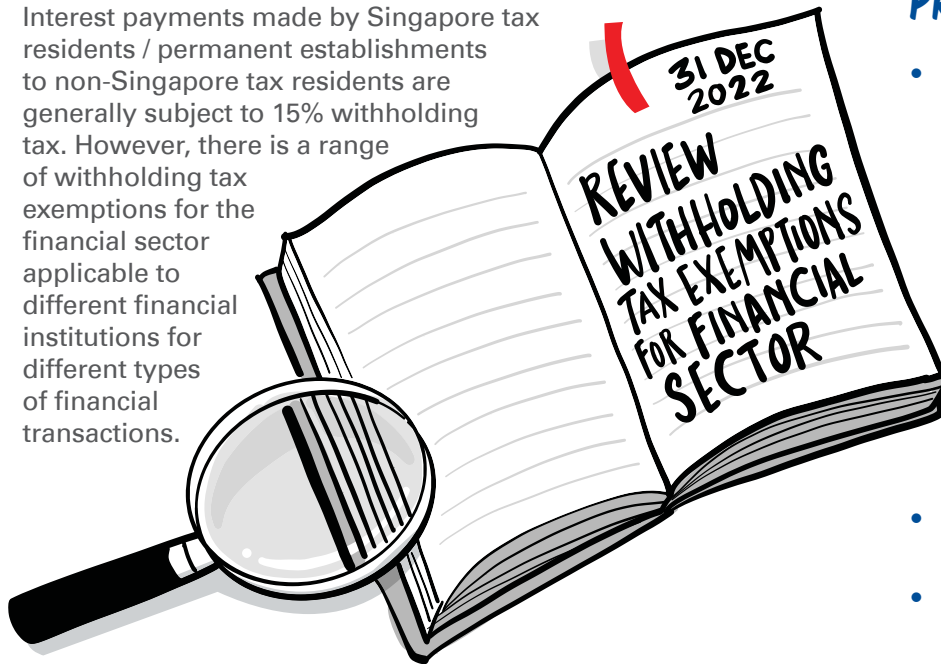 Interest payments made by Singapore tax
residents / permanent establishments
to non-Singapore tax residents are
generally subject to 15% withholding
tax. However, there is a range
of withholding tax
exemptions for the
financial sector
applicable to
different financial
institutions for
different types
of financial
transactions.
31 DEC
2022
REVIEW
WITHHOLDING
TAX EXEMPTIONS
FOR FINANCIAL
SECTOR